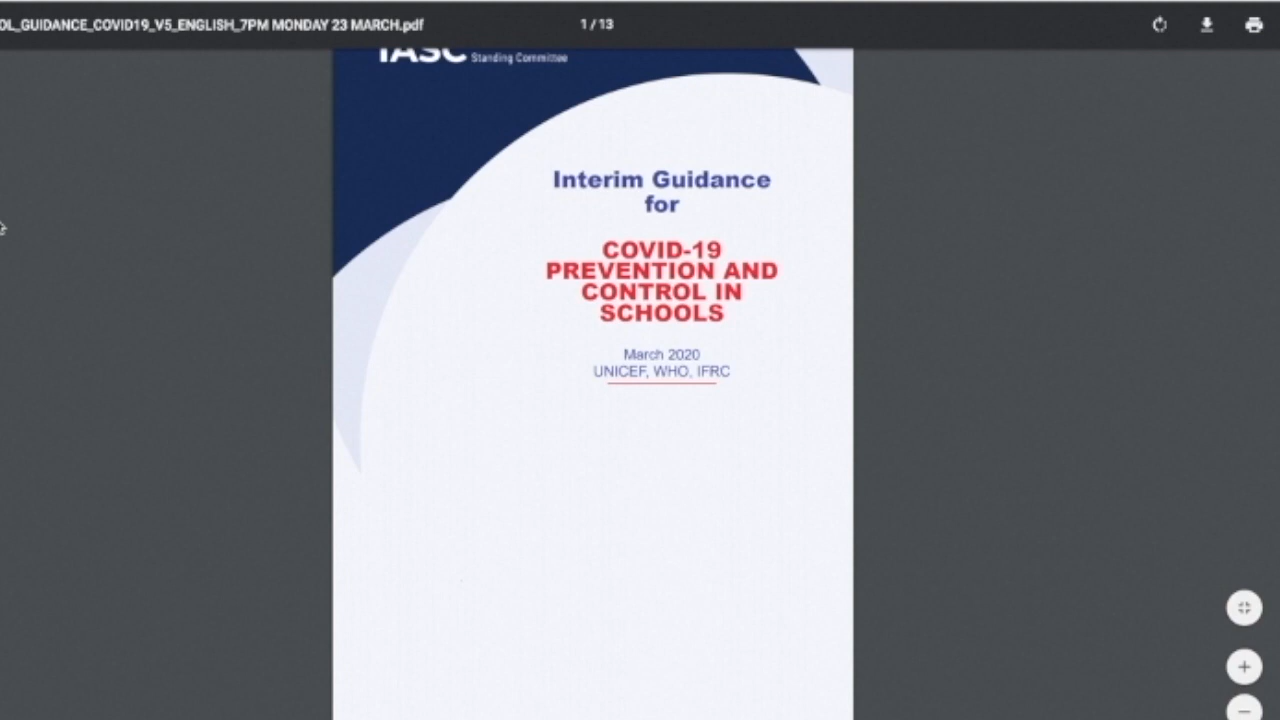 OL_GUIDANCE_COVID19_V5_ENGLISH_7PM MONDAY 23 MARCH.pdf
1 / 13
IASC Standing Committee
Interim Guidance
for
COVID-19
PREVENTION AND
CONTROL IN
SCHOOLS
March 2020
UNICEF, WHO, IFRC